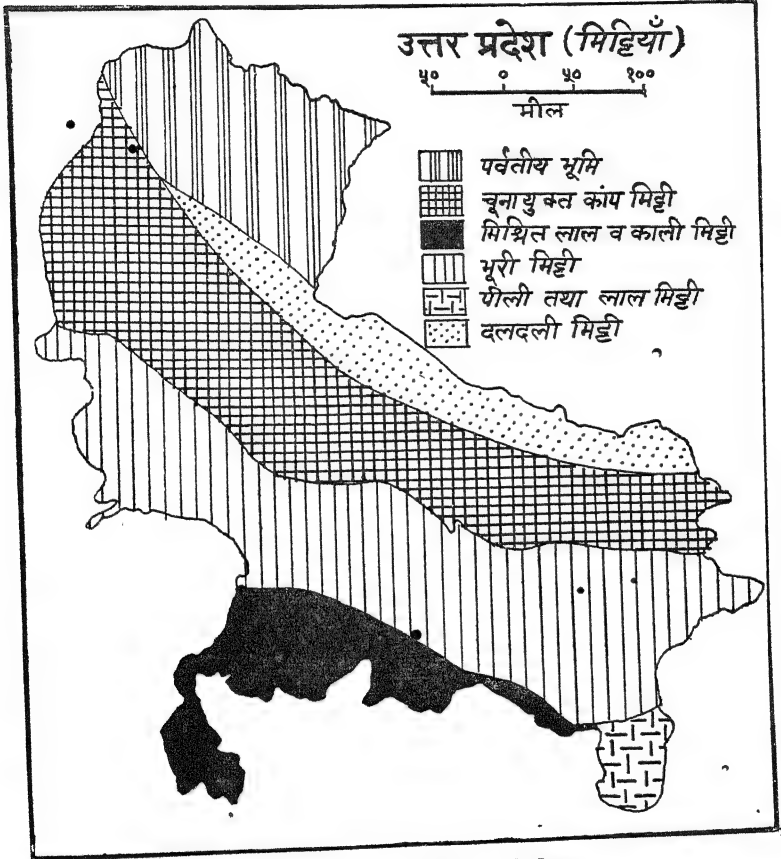 उत्तर प्रदेश (मिट्टियाँ)
५० ० ५० १००
मील
पर्वतीय भूमि
चूनायुक्त कांप मिट्टी
मिश्रित लाल व काली मिट्टी
भूरी मिट्टी
पीली तथा लाल मिट्टी
दलदली मिट्टी